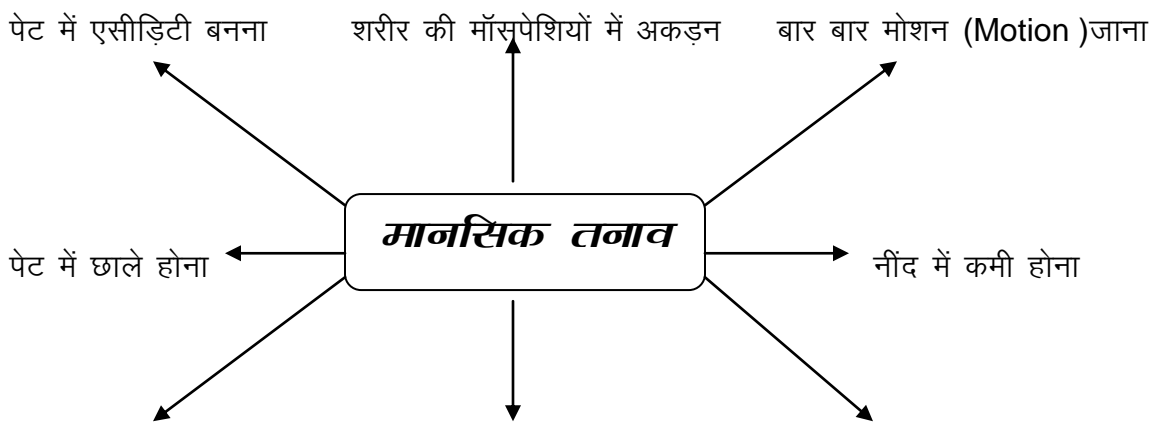 पेट में एसीड़िटी बनना शरीर की मॉसपेशियों में अकड़न बार बार मोशन (Motion )जाना
मानसिक तनाव
पेट में छाले होना नींद में कमी होना